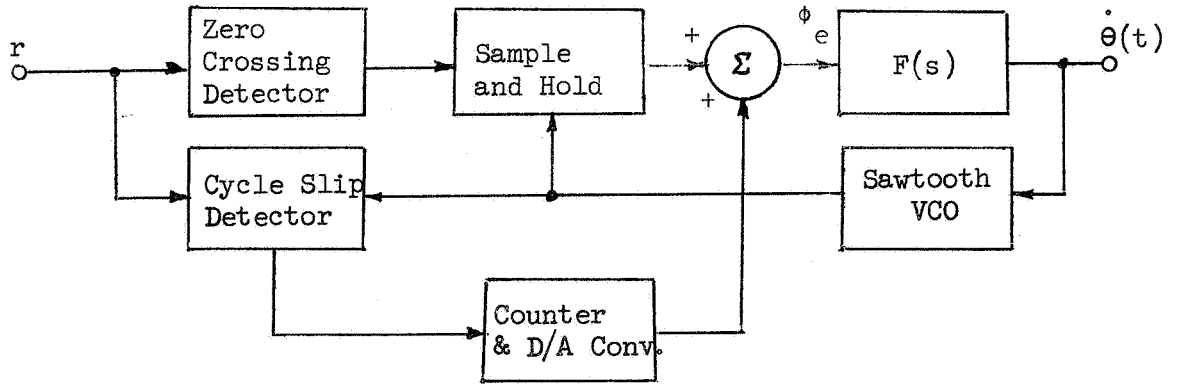 r
Zero
Crossing
Detector
Sample
and Hold
+
+
Σ
ϕ
e
F(s)
θ̇(t)
Cycle Slip
Detector
Sawtooth
VCO
Counter
& D/A Conv.